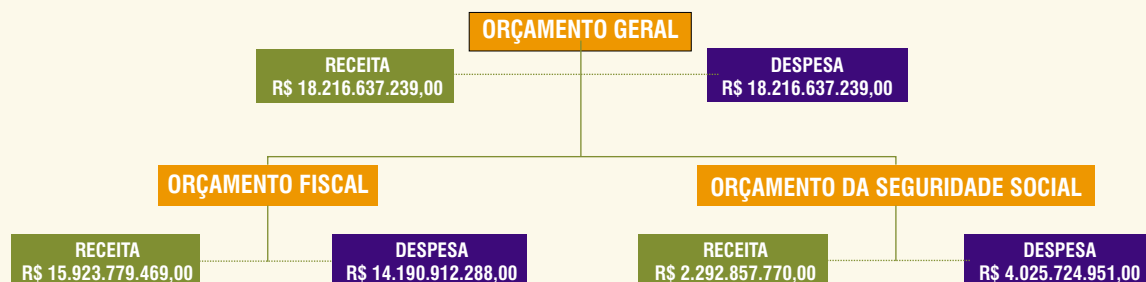 ORÇAMENTO GERAL
RECEITA
R$ 18.216.637.239,00
DESPESA
R$ 18.216.637.239,00
ORÇAMENTO FISCAL
RECEITA
R$ 15.923.779.469,00
DESPESA
R$ 14.190.912.288,00
ORÇAMENTO DA SEGURIDADE SOCIAL
RECEITA
R$ 2.292.857.770,00
DESPESA
R$ 4.025.724.951,00